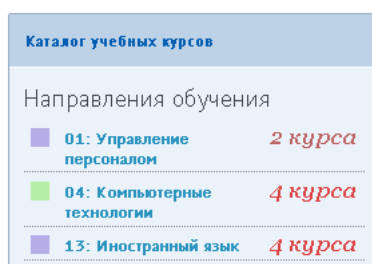 Каталог учебных курсов
Направления обучения
01: Управление 2 курса
персоналом
04: Компьютерные 4 курса
технологии
13: Иностранный язык 4 курса